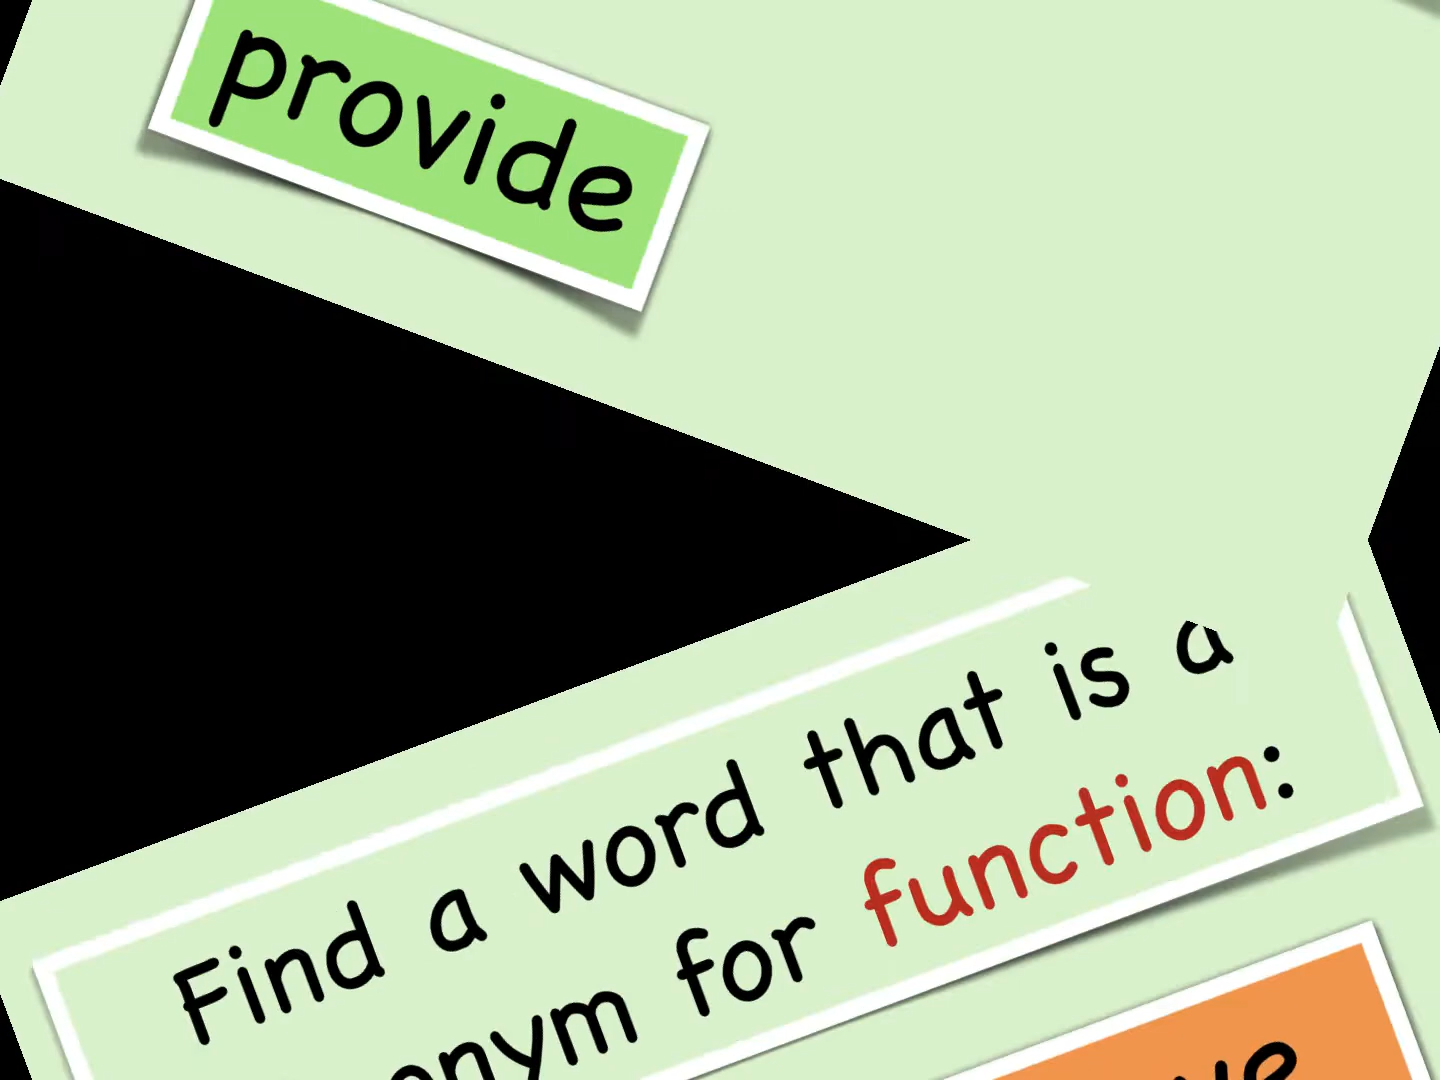 provide
Find a word that is a
for function: